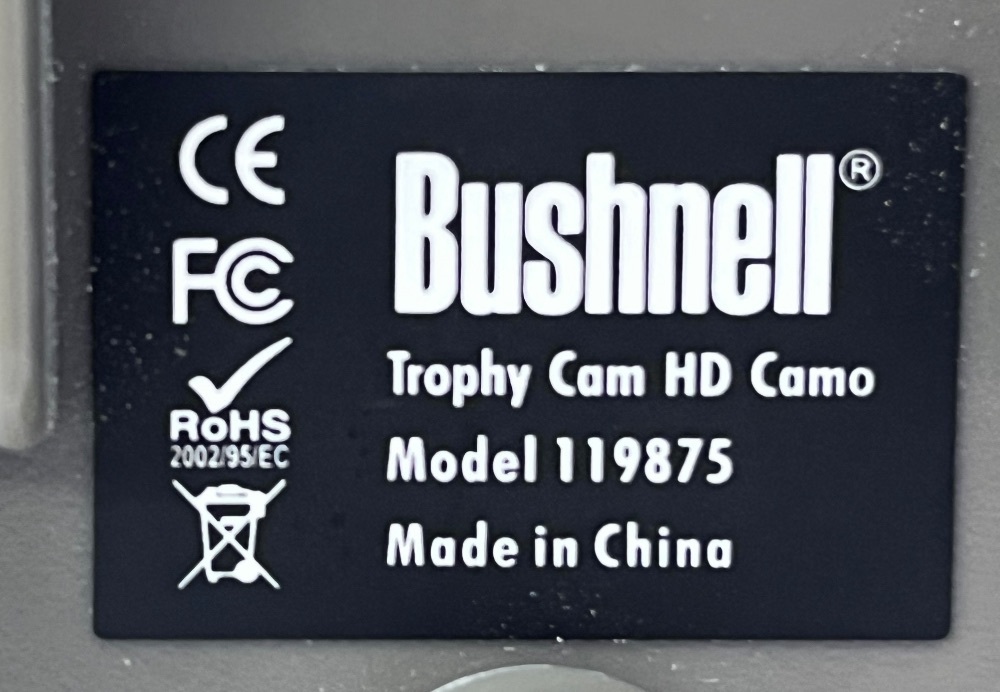 CE
FC
RoHS
2002/95/EC
Bushnell®
Trophy Cam HD Camo
Model 119875
Made in China